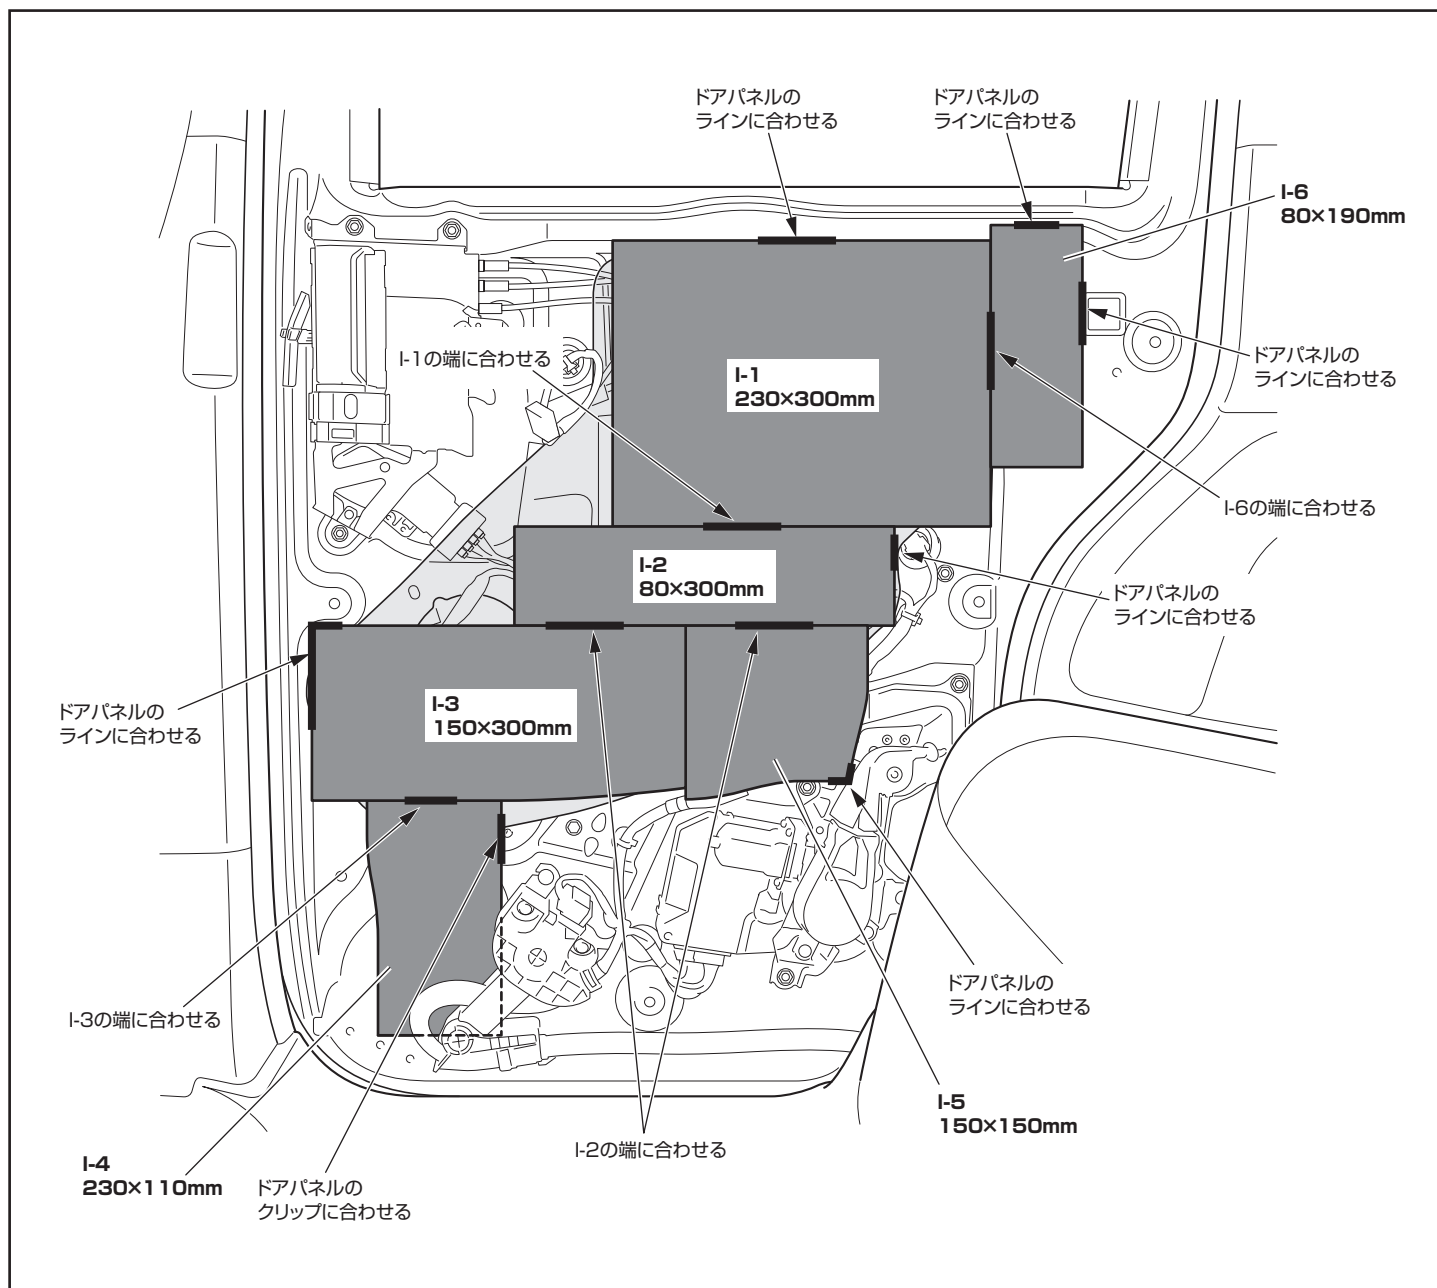 ドアパネルの
ラインに合わせる
ドアパネルの
ラインに合わせる
I-6
80×190mm
ドアパネルの
ラインに合わせる
I-1の端に合わせる
I-1
230×300mm
I-6の端に合わせる
I-2
80×300mm
ドアパネルの
ラインに合わせる
ドアパネルの
ラインに合わせる
I-3
150×300mm
ドアパネルの
ラインに合わせる
I-3の端に合わせる
I-5
150×150mm
I-2の端に合わせる
I-4
230×110mm
ドアパネルの
クリップに合わせる